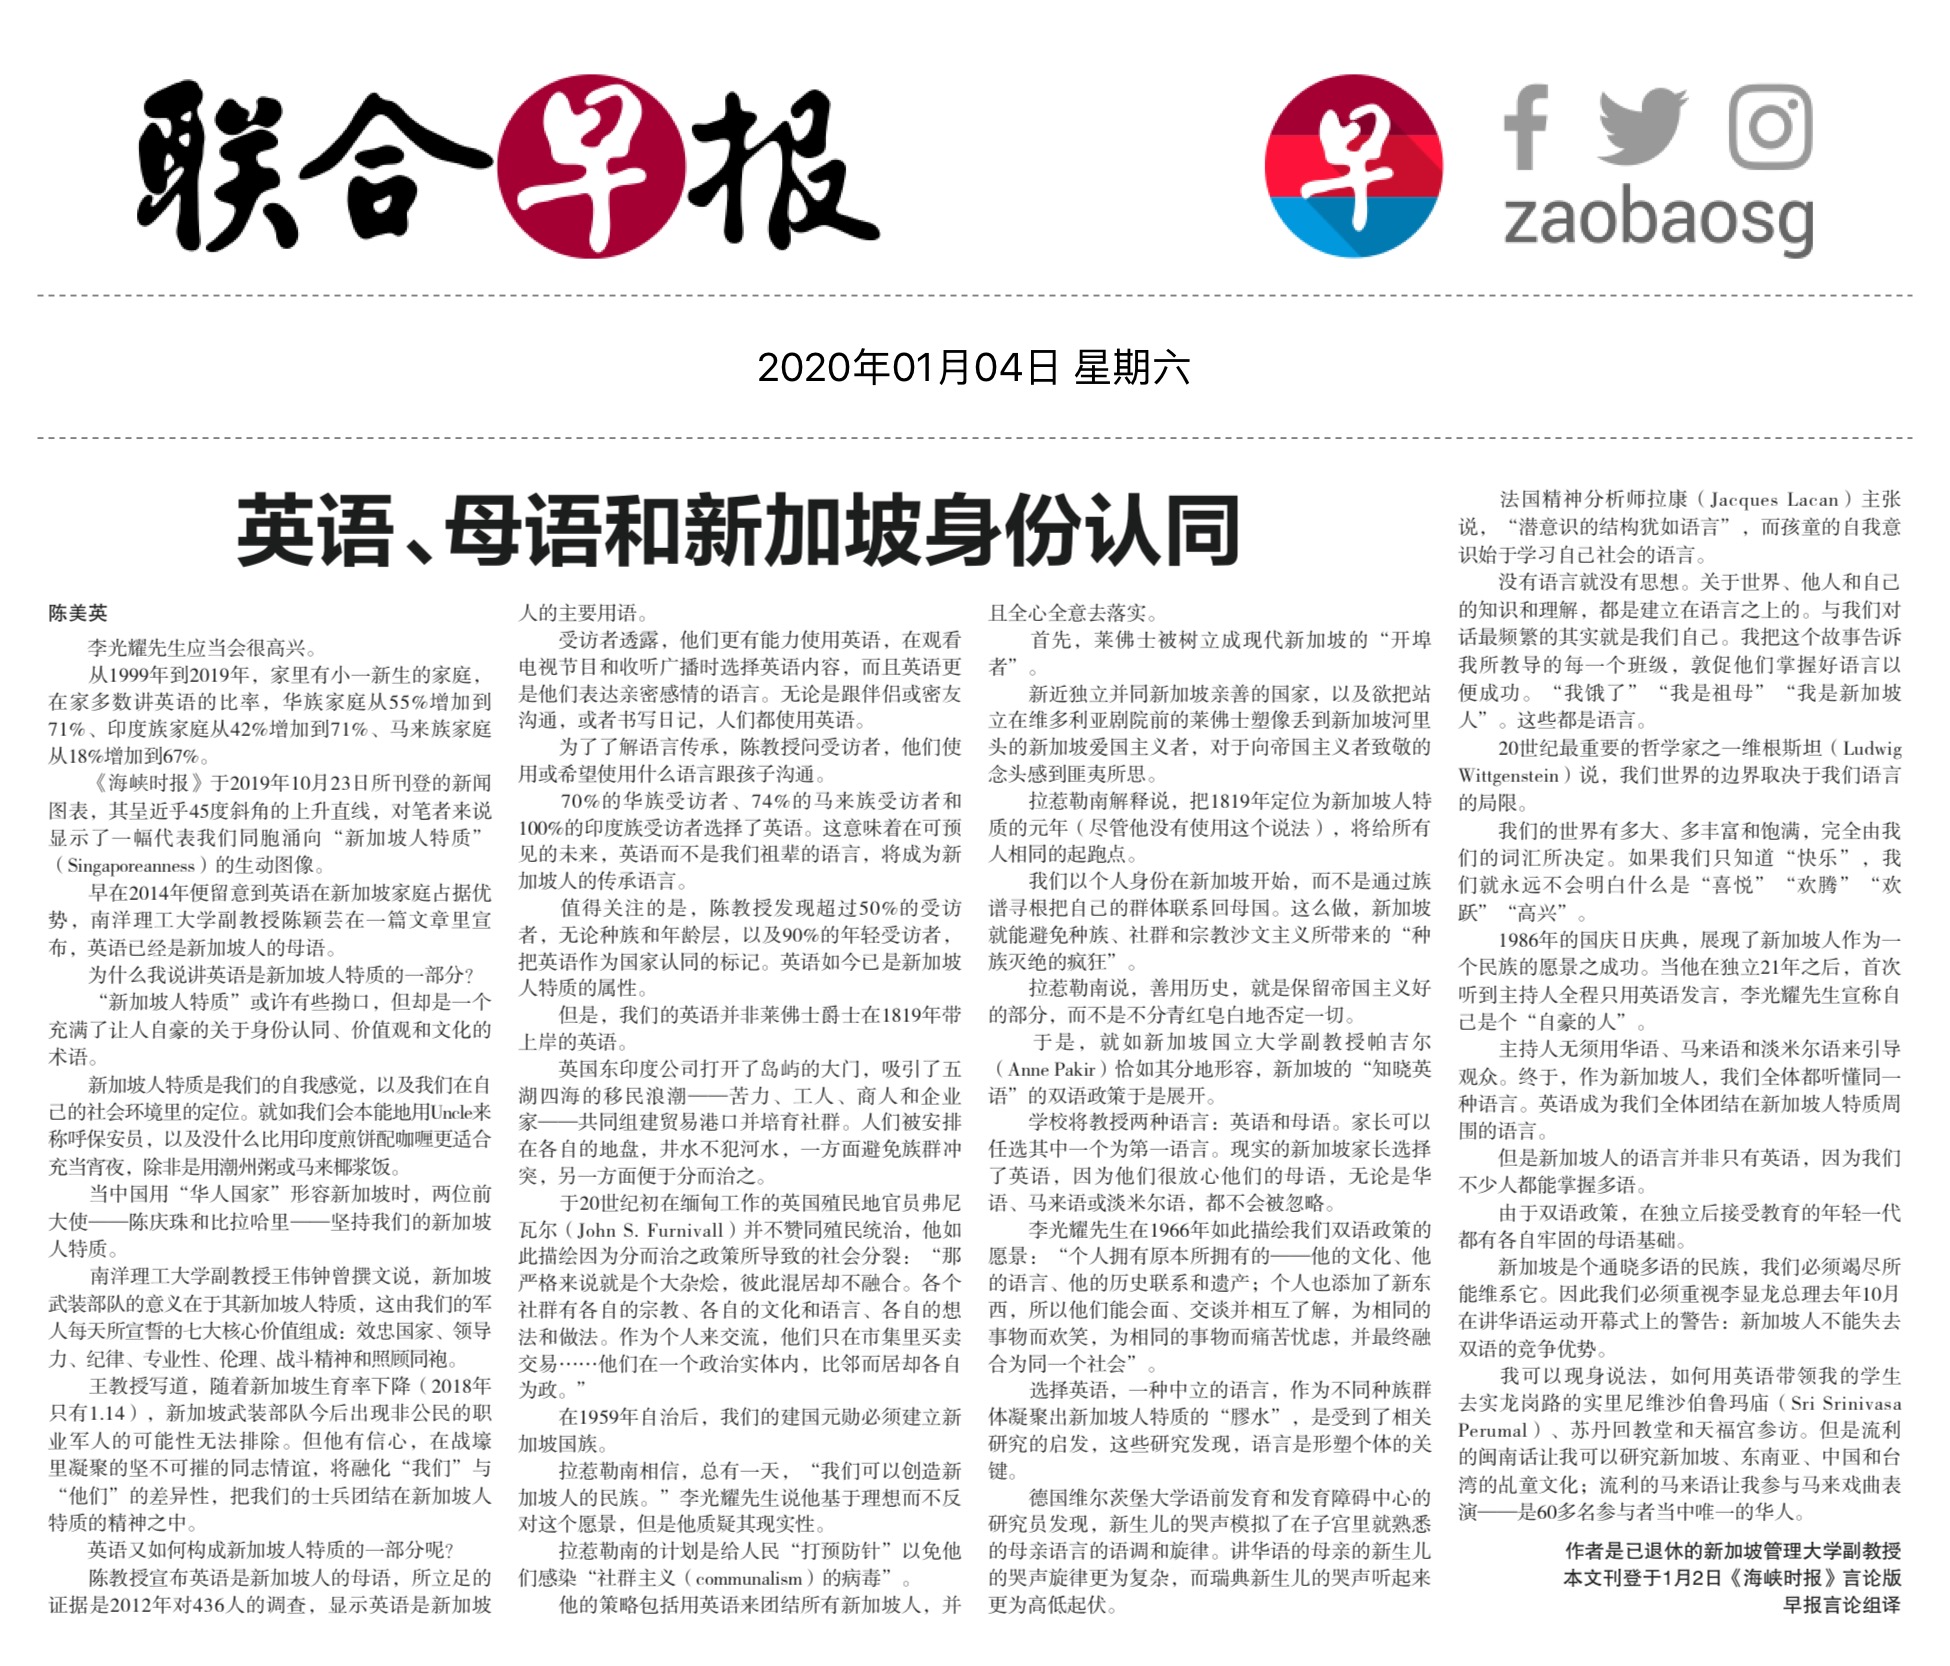 联合早报
早
zaobaosg
2020年01月04日 星期六
英语、母语和新加坡身份认同
陈美英
李光耀先生应当会很高兴。
从1999年到2019年，家里有小一新生的家庭，
在家多数讲英语的比率，华族家庭从55%增加到
71%、印度族家庭从42%增加到71%、马来族家庭
从18%增加到67%。
《海峡时报》于2019年10月23日所刊登的新闻
图表，其呈近乎45度斜角的上升直线，对笔者来说
显示了一幅代表我们同胞涌向“新加坡人特质”
（Singaporeanness）的生动图像。
早在2014年便留意到英语在新加坡家庭占据优
势，南洋理工大学副教授陈颖芸在一篇文章里宣
布，英语已经是新加坡人的母语。
为什么我说讲英语是新加坡人特质的一部分？
“新加坡人特质”或许有些拗口，但却是一个
充满了让人自豪的关于身份认同、价值观和文化的
术语。
新加坡人特质是我们的自我感觉，以及我们在自
己的社会环境里的定位。就如我们会本能地用Uncle来
称呼保安员，以及没什么比用印度煎饼配咖喱更适合
充当宵夜，除非是用潮州粥或马来椰浆饭。
当中国用“华人国家”形容新加坡时，两位前
大使——陈庆珠和比拉哈里——坚持我们的新加坡
人特质。
南洋理工大学副教授王伟钟曾撰文说，新加坡
武装部队的意义在于其新加坡人特质，这由我们的军
人每天所宣誓的七大核心价值组成：效忠国家、领导
力、纪律、专业性、伦理、战斗精神和照顾同袍。
王教授写道，随着新加坡生育率下降（2018年
只有1.14），新加坡武装部队今后出现非公民的职
业军人的可能性无法排除。但他有信心，在战壕
里凝聚的坚不可摧的同志情谊，将融化“我们”与
“他们”的差异性，把我们的士兵团结在新加坡人
特质的精神之中。
英语又如何构成新加坡人特质的一部分呢？
陈教授宣布英语是新加坡人的母语，所立足的
证据是2012年对436人的调查，显示英语是新加坡
人的主要用语。
受访者透露，他们更有能力使用英语，在观看
电视节目和收听广播时选择英语内容，而且英语更
是他们表达亲密感情的语言。无论是跟伴侣或密友
沟通，或者书写日记，人们都使用英语。
为了了解语言传承，陈教授问受访者，他们使
用或希望使用什么语言跟孩子沟通。
70%的华族受访者、74%的马来族受访者和
100%的印度族受访者选择了英语。这意味着在可预
见的未来，英语而不是我们祖辈的语言，将成为新
加坡人的传承语言。
值得关注的是，陈教授发现超过50%的受访
者，无论种族和年龄层，以及90%的年轻受访者，
把英语作为国家认同的标记。英语如今已是新加坡
人特质的属性。
但是，我们的英语并非莱佛士爵士在1819年带
上岸的英语。
英国东印度公司打开了岛屿的大门，吸引了五
湖四海的移民浪潮——苦力、工人、商人和企业
家——共同组建贸易港口并培育社群。人们被安排
在各自的地盘，井水不犯河水，一方面避免族群冲
突，另一方面便于分而治之。
于20世纪初在缅甸工作的英国殖民地官员弗尼
瓦尔（John S. Furnivall）并不赞同殖民统治，他如
此描绘因为分而治之政策所导致的社会分裂：“那
严格来说就是个大杂烩，彼此混居却不融合。各个
社群有各自的宗教、各自的文化和语言、各自的想
法和做法。作为个人来交流，他们只在市集里买卖
交易……他们在一个政治实体内，比邻而居却各自
为政。”
在1959年自治后，我们的建国元勋必须建立新
加坡国族。
拉惹勒南相信，总有一天，“我们可以创造新
加坡人的民族。”李光耀先生说他基于理想而不反
对这个愿景，但是他质疑其现实性。
拉惹勒南的计划是给人民“打预防针”以免他
们感染“社群主义（communalism）的病毒”。
他的策略包括用英语来团结所有新加坡人，并
且全心全意去落实。
首先，莱佛士被树立成现代新加坡的“开埠
者”。
新近独立并同新加坡亲善的国家，以及欲把站
立在维多利亚剧院前的莱佛士塑像丢到新加坡河里
头的新加坡爱国主义者，对于向帝国主义者致敬的
念头感到匪夷所思。
拉惹勒南解释说，把1819年定位为新加坡人特
质的元年（尽管他没有使用这个说法），将给所有
人相同的起跑点。
我们以个人身份在新加坡开始，而不是通过族
谱寻根把自己的群体联系回母国。这么做，新加坡
就能避免种族、社群和宗教沙文主义所带来的“种
族灭绝的疯狂”。
拉惹勒南说，善用历史，就是保留帝国主义好
的部分，而不是不分青红皂白地否定一切。
于是，就如新加坡国立大学副教授帕吉尔
（Anne Pakir）恰如其分地形容，新加坡的“知晓英
语”的双语政策于是展开。
学校将教授两种语言：英语和母语。家长可以
任选其中一个为第一语言。现实的新加坡家长选择
了英语，因为他们很放心他们的母语，无论是华
语、马来语或淡米尔语，都不会被忽略。
李光耀先生在1966年如此描绘我们双语政策的
愿景：“个人拥有原本所拥有的——他的文化、他
的语言、他的历史联系和遗产；个人也添加了新东
西，所以他们能会面、交谈并相互了解，为相同的
事物而欢笑，为相同的事物而痛苦忧虑，并最终融
合为同一个社会”。
选择英语，一种中立的语言，作为不同种族群
体凝聚出新加坡人特质的“膠水”，是受到了相关
研究的启发，这些研究发现，语言是形塑个体的关
键。
德国维尔茨堡大学语前发育和发育障碍中心的
研究员发现，新生儿的哭声模拟了在子宫里就熟悉
的母亲语言的语调和旋律。讲华语的母亲的新生儿
的哭声旋律更为复杂，而瑞典新生儿的哭声听起来
更为高低起伏。
法国精神分析师拉康（Jacques Lacan）主张
说，“潜意识的结构犹如语言”，而孩童的自我意
识始于学习自己社会的语言。
没有语言就没有思想。关于世界、他人和自己
的知识和理解，都是建立在语言之上的。与我们对
话最频繁的其实就是我们自己。我把这个故事告诉
我所教导的每一个班级，敦促他们掌握好语言以
便成功。“我饿了”“我是祖母”“我是新加坡
人”。这些都是语言。
20世纪最重要的哲学家之一维根斯坦（Ludwig
Wittgenstein）说，我们世界的边界取决于我们语言
的局限。
我们的世界有多大、多丰富和饱满，完全由我
们的词汇所决定。如果我们只知道“快乐”，我
们就永远不会明白什么是“喜悦”“欢腾”“欢
跃”“高兴”。
1986年的国庆日庆典，展现了新加坡人作为一
个民族的愿景之成功。当他在独立21年之后，首次
听到主持人全程只用英语发言，李光耀先生宣称自
己是个“自豪的人”。
主持人无须用华语、马来语和淡米尔语来引导
观众。终于，作为新加坡人，我们全体都听懂同一
种语言。英语成为我们全体团结在新加坡人特质周
围的语言。
但是新加坡人的语言并非只有英语，因为我们
不少人都能掌握多语。
由于双语政策，在独立后接受教育的年轻一代
都有各自牢固的母语基础。
新加坡是个通晓多语的民族，我们必须竭尽所
能维系它。因此我们必须重视李显龙总理去年10月
在讲华语运动开幕式上的警告：新加坡人不能失去
双语的竞争优势。
我可以现身说法，如何用英语带领我的学生
去实龙岗路的实里尼维沙伯鲁玛庙（Sri Srinivasa
Perumal）、苏丹回教堂和天福宫参访。但是流利
的闽南话让我可以研究新加坡、东南亚、中国和台
湾的乩童文化；流利的马来语让我参与马来戏曲表
演——是60多名参与者当中唯一的华人。
作者是已退休的新加坡管理大学副教授
本文刊登于1月2日《海峡时报》言论版
早报言论组译